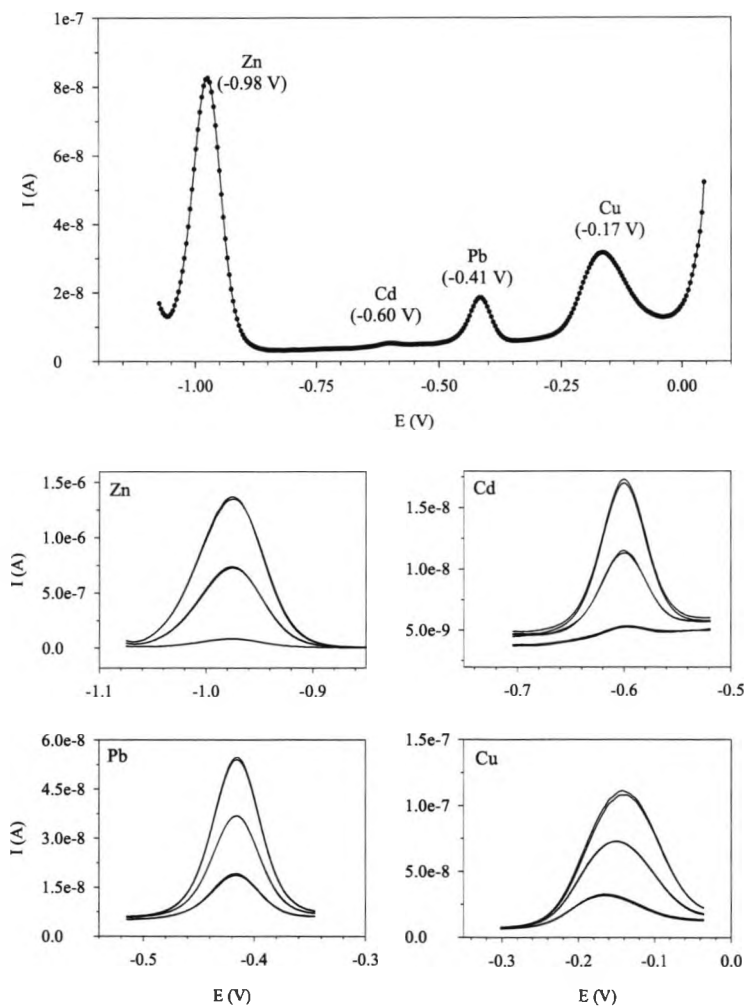 1e-7
8e-8
6e-8
4e-8
2e-8
0
I (A)
Zn
(-0.98 V)
Cd
(-0.60 V)
Pb
(-0.41 V)
Cu
(-0.17 V)
-1.00
-0.75
-0.50
-0.25
0.00
E (V)
Zn
1.5e-6
1.0e-6
5.0e-7
0.0
I (A)
-1.1
-1.0
-0.9
Cd
1.5e-8
1.0e-8
5.0e-9
-0.7
-0.6
-0.5
Pb
6.0e-8
4.5e-8
3.0e-8
1.5e-8
0.0
I (A)
-0.5
-0.4
-0.3
E (V)
Cu
1.5e-7
1.0e-7
5.0e-8
0.0
-0.3
-0.2
-0.1
0.0
E (V)